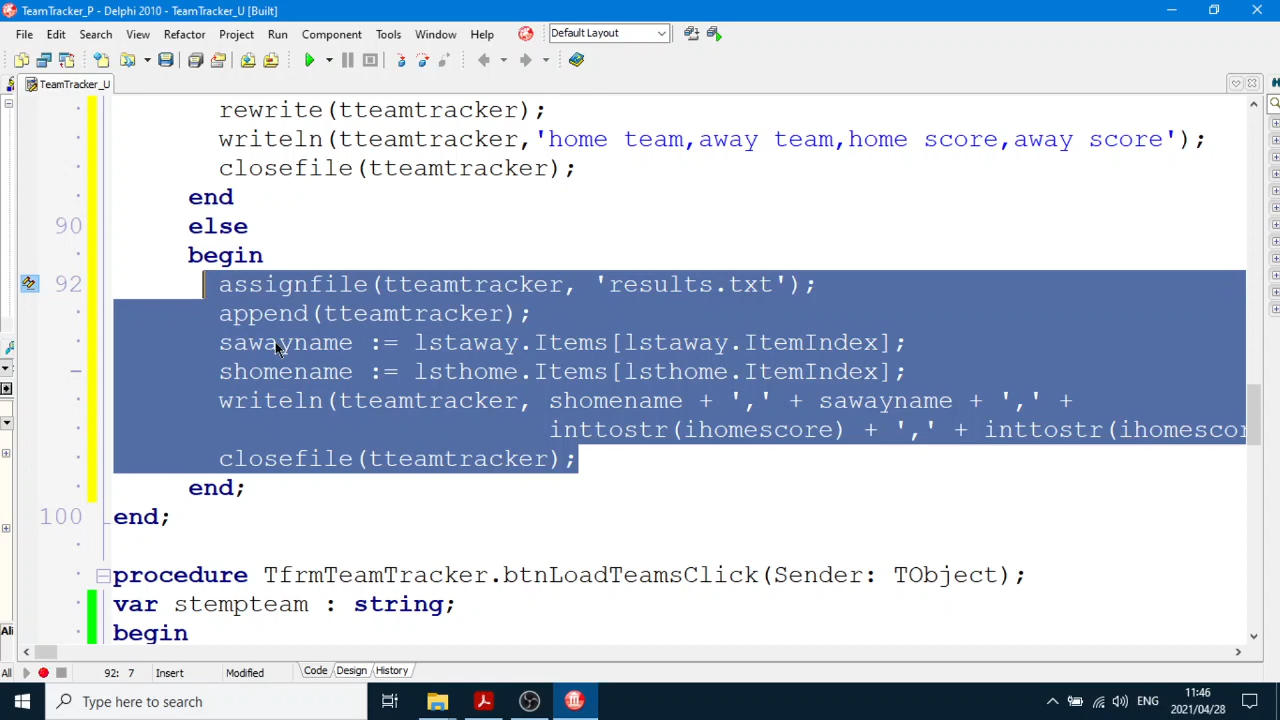 TeamTracker_P - Delphi 2010 - TeamTracker_U [Built]
File Edit Search View Refactor Project Run Component Tools Window Help Default Layout
TeamTracker_U
rewrite(tteamtracker);
writeln(tteamtracker,'home team,away team,home score,away score');
closefile(tteamtracker);
end
90 else
begin
92 assignfile(tteamtracker, 'results.txt');
append(tteamtracker);
sawayname := lstaway.Items[lstaway.ItemIndex];
shomename := lsthome.Items[lsthome.ItemIndex];
writeln(tteamtracker, shomename + ',' + sawayname + ',' +
inttostr(ihomescore) + ',' + inttostr(ihomescor
closefile(tteamtracker);
end;
100 end;
procedure TfrmTeamTracker.btnLoadTeamsClick(Sender: TObject);
var stempteam : string;
begin
Ali
All 92: 7 Insert Modified Code Design History
Type here to search
ENG
11:46
2021/04/28